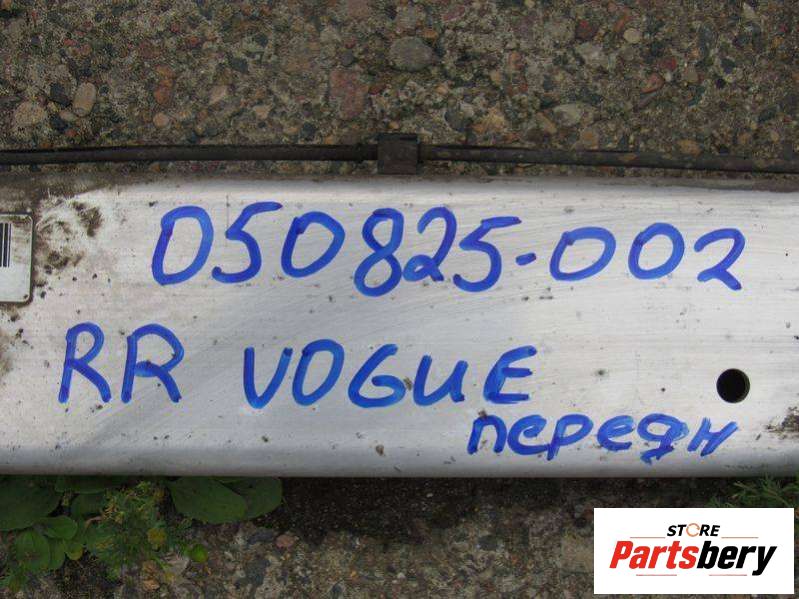 050825-002
RR VOGUE
передн
STORE
Partsbery